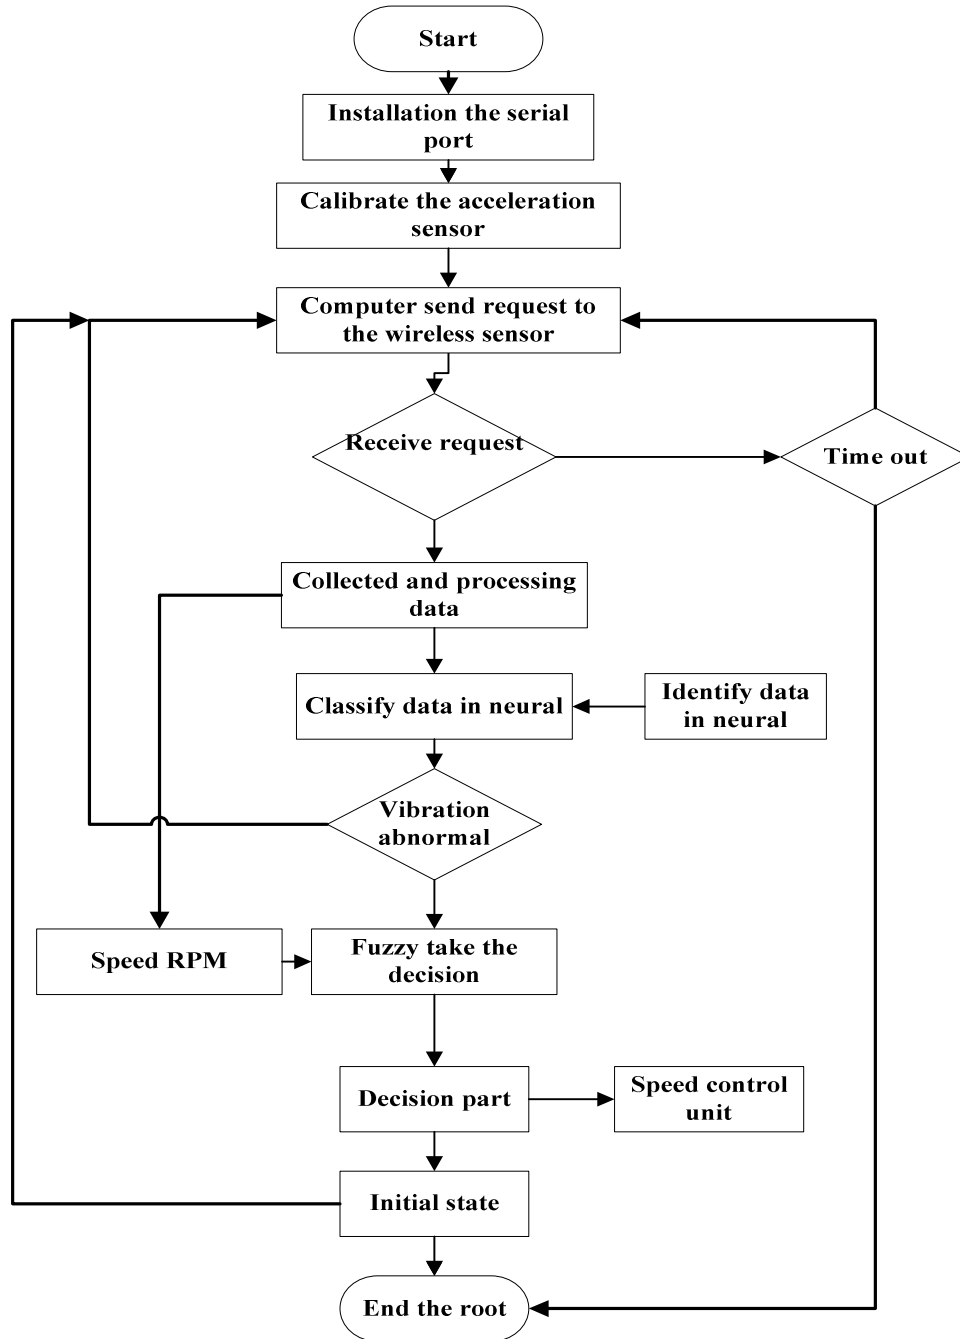 Start
Installation the serial
port
Calibrate the acceleration
sensor
Computer send request to
the wireless sensor
Receive request
Time out
Collected and processing
data
Classify data in neural
Identify data
in neural
Vibration
abnormal
Speed RPM
Fuzzy take the
decision
Decision part
Speed control
unit
Initial state
End the root